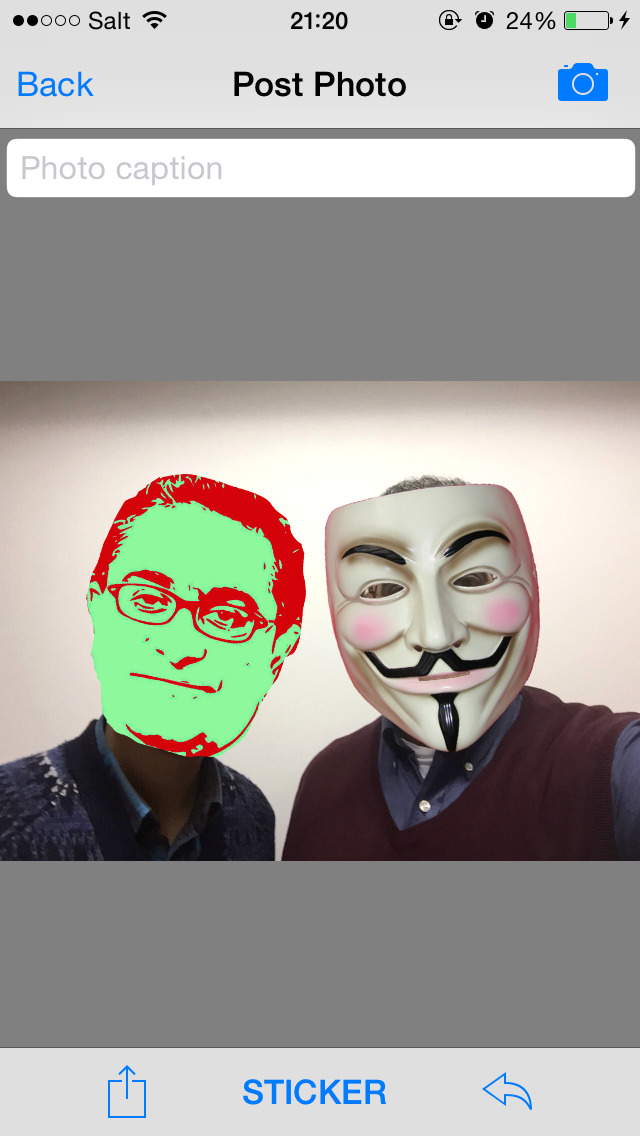 Salt 21:20 24%
Back Post Photo
Photo caption
STICKER